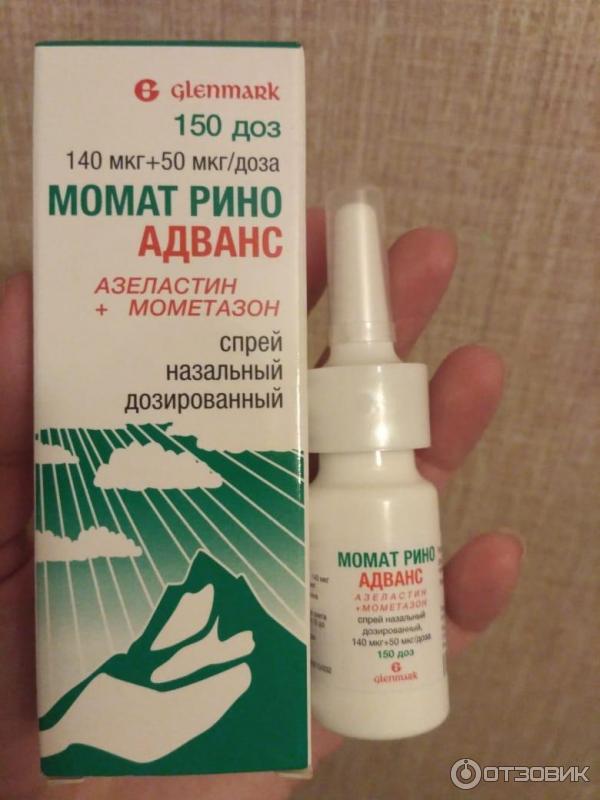 Glenmark
150 доз
140 мкг+50 мкг/доза
МОМАТ РИНО
АДВАНС
АЗЕЛАСТИН
+ МОМЕТАЗОН
спрей
назальный
дозированный
МОМАТ РИНО
АДВАНС
АЗЕЛАСТИН
+МОМЕТАЗОН
спрей назальный
дозированный,
140 мкг+50 мкг/доза
150 доз
Glenmark
ОТЗОВИК